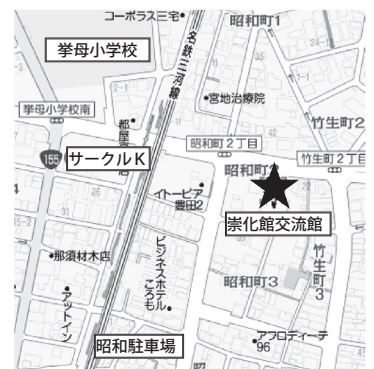 コーポラス三宅
昭和町1
挙母小学校
名鉄三河線
宮地治療院
竹生町2
挙母小学校南
昭和町2丁目
竹生町2丁目
155
サークルK
イトーピア
豊田2
崇化館交流館
那須材木店
ビジネスホテル
ころも
昭和町3
竹生町3
アットイン
昭和駐車場
アフロディーテ
96